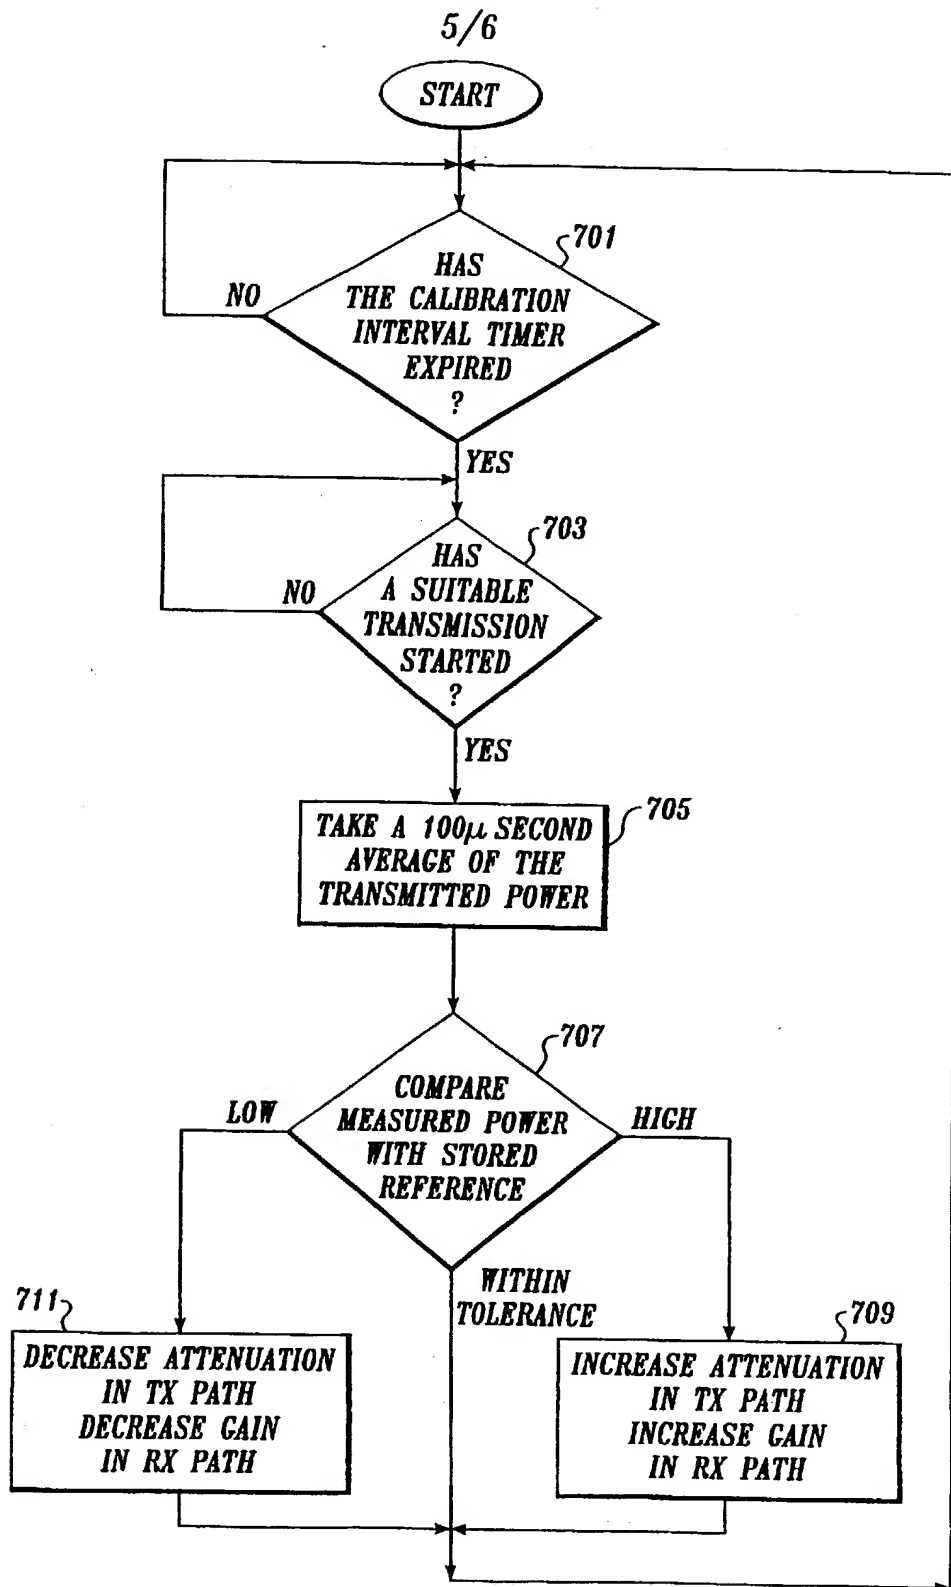 5/6
START
701
HAS
THE CALIBRATION
INTERVAL TIMER
EXPIRED
?
NO
YES
703
HAS
A SUITABLE
TRANSMISSION
STARTED
?
NO
YES
705
TAKE A 100μ SECOND
AVERAGE OF THE
TRANSMITTED POWER
707
COMPARE
MEASURED POWER
WITH STORED
REFERENCE
LOW
HIGH
WITHIN
TOLERANCE
711
DECREASE ATTENUATION
IN TX PATH
DECREASE GAIN
IN RX PATH
709
INCREASE ATTENUATION
IN TX PATH
INCREASE GAIN
IN RX PATH